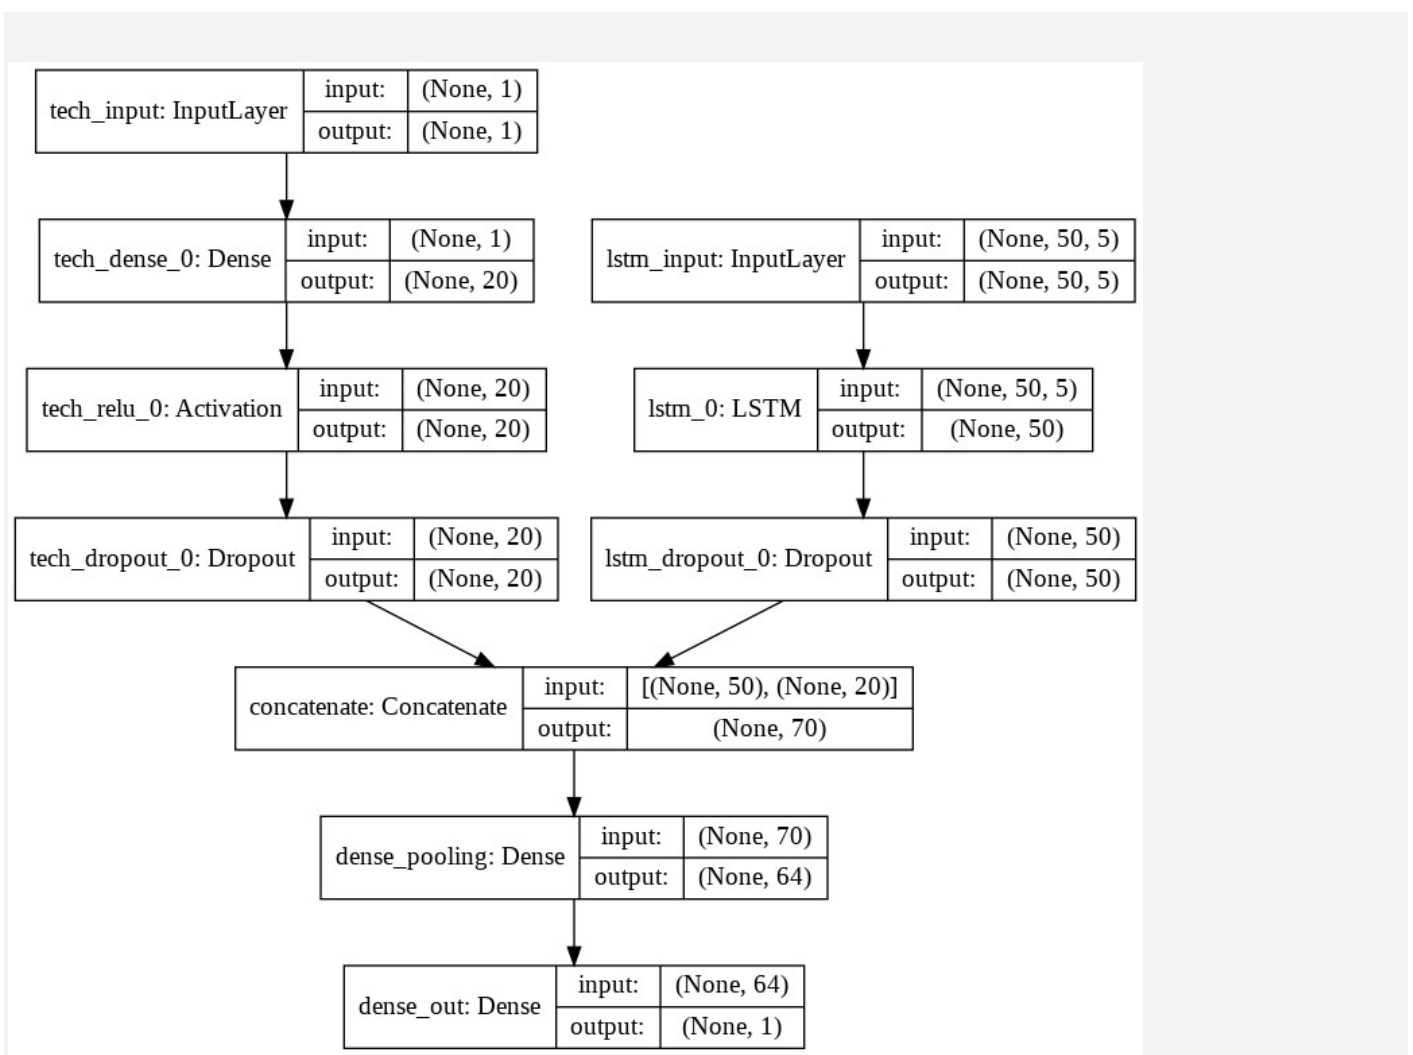 tech_input: InputLayer
input: (None, 1)
output: (None, 1)
tech_dense_0: Dense
input: (None, 1)
output: (None, 20)
lstm_input: InputLayer
input: (None, 50, 5)
output: (None, 50, 5)
tech_relu_0: Activation
input: (None, 20)
output: (None, 20)
lstm_0: LSTM
input: (None, 50, 5)
output: (None, 50)
tech_dropout_0: Dropout
input: (None, 20)
output: (None, 20)
lstm_dropout_0: Dropout
input: (None, 50)
output: (None, 50)
concatenate: Concatenate
input: [(None, 50), (None, 20)]
output: (None, 70)
dense_pooling: Dense
input: (None, 70)
output: (None, 64)
dense_out: Dense
input: (None, 64)
output: (None, 1)